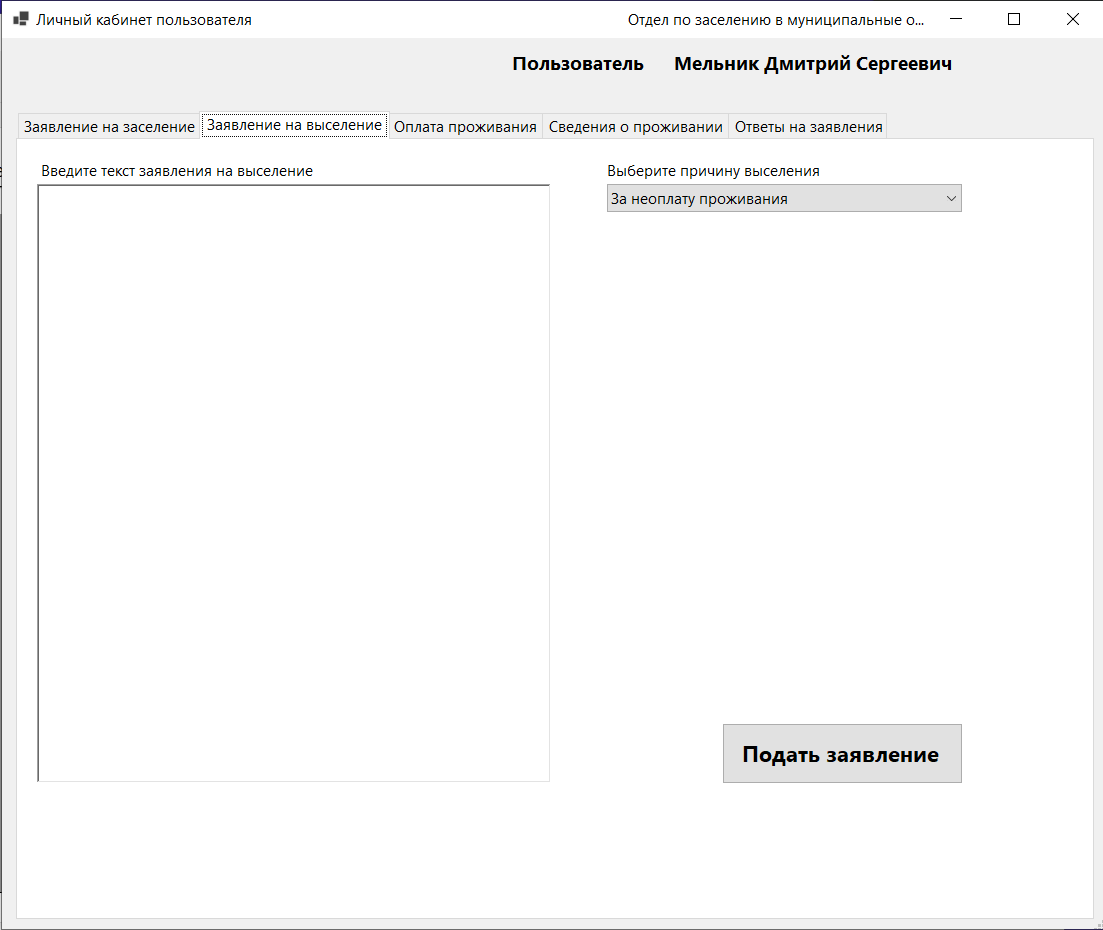 Личный кабинет пользователя Отдел по заселению в муниципальные о...
Пользователь Мельник Дмитрий Сергеевич
Заявление на заселение Заявление на выселение Оплата проживания Сведения о проживании Ответы на заявления
Введите текст заявления на выселение Выберите причину выселения
За неоплату проживания
Подать заявление